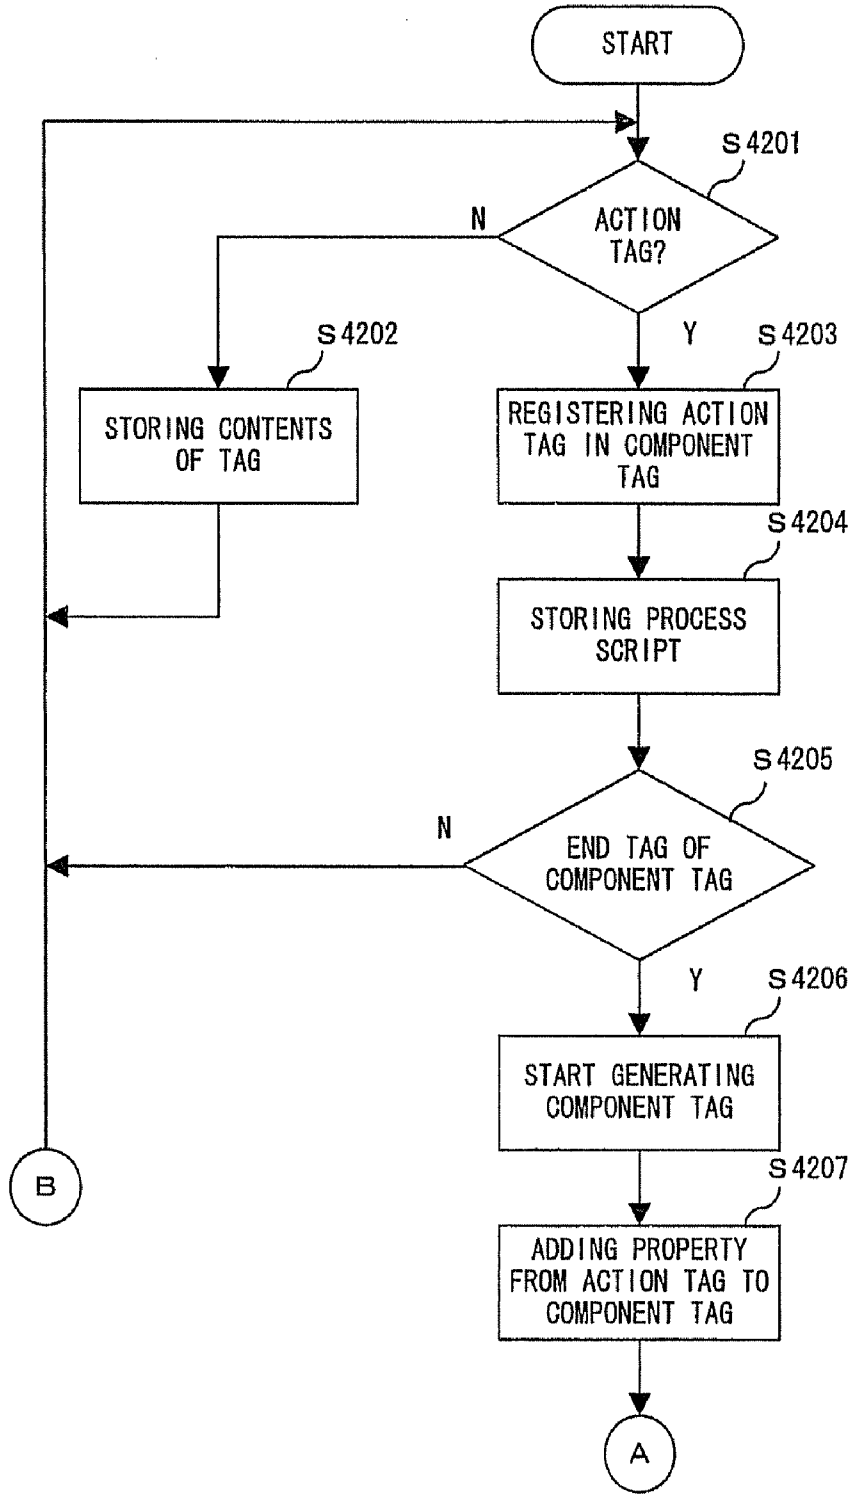 START
S4201
N
ACTION
TAG?
Y
S4202
S4203
STORING CONTENTS
OF TAG
REGISTERING ACTION
TAG IN COMPONENT
TAG
S4204
STORING PROCESS
SCRIPT
S4205
N
END TAG OF
COMPONENT TAG
Y
S4206
START GENERATING
COMPONENT TAG
B
S4207
ADDING PROPERTY
FROM ACTION TAG TO
COMPONENT TAG
A